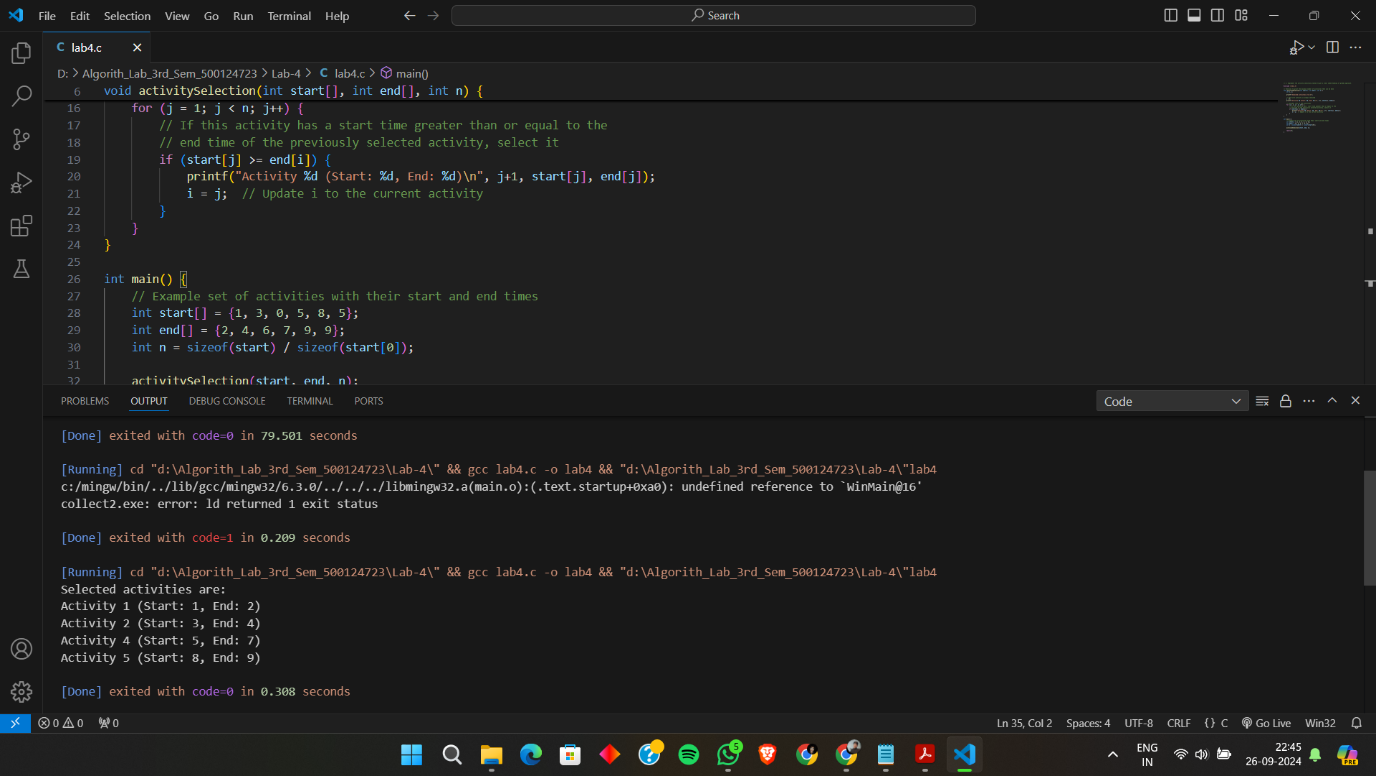 File Edit Selection View Go Run Terminal Help
Search
C lab4.c
D: > Algorith_Lab_3rd_Sem_500124723 > Lab-4 > C lab4.c > main()
6 void activitySelection(int start[], int end[], int n) {
16 for (j = 1; j < n; j++) {
17 // If this activity has a start time greater than or equal to the
18 // end time of the previously selected activity, select it
19 if (start[j] >= end[i]) {
20 printf("Activity %d (Start: %d, End: %d)\n", j+1, start[j], end[j]);
21 i = j;  // Update i to the current activity
22 }
23 }
24 }
25
26 int main() {
27 // Example set of activities with their start and end times
28 int start[] = {1, 3, 0, 5, 8, 5};
29 int end[] = {2, 4, 6, 7, 9, 9};
30 int n = sizeof(start) / sizeof(start[0]);
31
32 activitySelection(start, end, n);
PROBLEMS OUTPUT DEBUG CONSOLE TERMINAL PORTS
Code
[Done] exited with code=0 in 79.501 seconds
[Running] cd "d:\Algorith_Lab_3rd_Sem_500124723\Lab-4\" && gcc lab4.c -o lab4 && "d:\Algorith_Lab_3rd_Sem_500124723\Lab-4\"lab4
c:/mingw/bin/../lib/gcc/mingw32/6.3.0/../../../libmingw32.a(main.o):(.text.startup+0xa0): undefined reference to `WinMain@16'
collect2.exe: error: ld returned 1 exit status
[Done] exited with code=1 in 0.209 seconds
[Running] cd "d:\Algorith_Lab_3rd_Sem_500124723\Lab-4\" && gcc lab4.c -o lab4 && "d:\Algorith_Lab_3rd_Sem_500124723\Lab-4\"lab4
Selected activities are:
Activity 1 (Start: 1, End: 2)
Activity 2 (Start: 3, End: 4)
Activity 4 (Start: 5, End: 7)
Activity 5 (Start: 8, End: 9)
[Done] exited with code=0 in 0.308 seconds
0 0 0 Ln 35, Col 2 Spaces: 4 UTF-8 CRLF {} C Go Live Win32
5
ENG 22:45
IN 26-09-2024
PRE